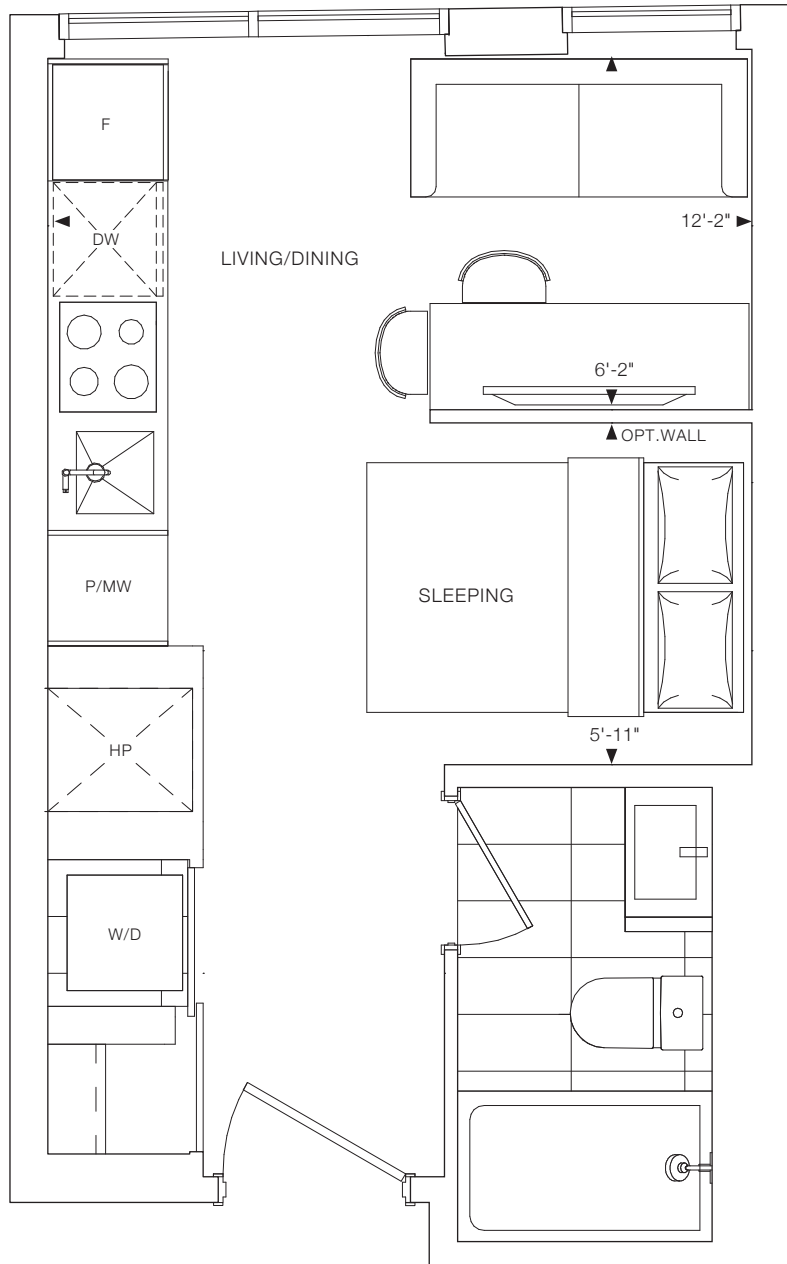 F
DW
LIVING/DINING
12'-2"
6'-2"
OPT.WALL
P/MW
SLEEPING
5'-11"
HP
W/D